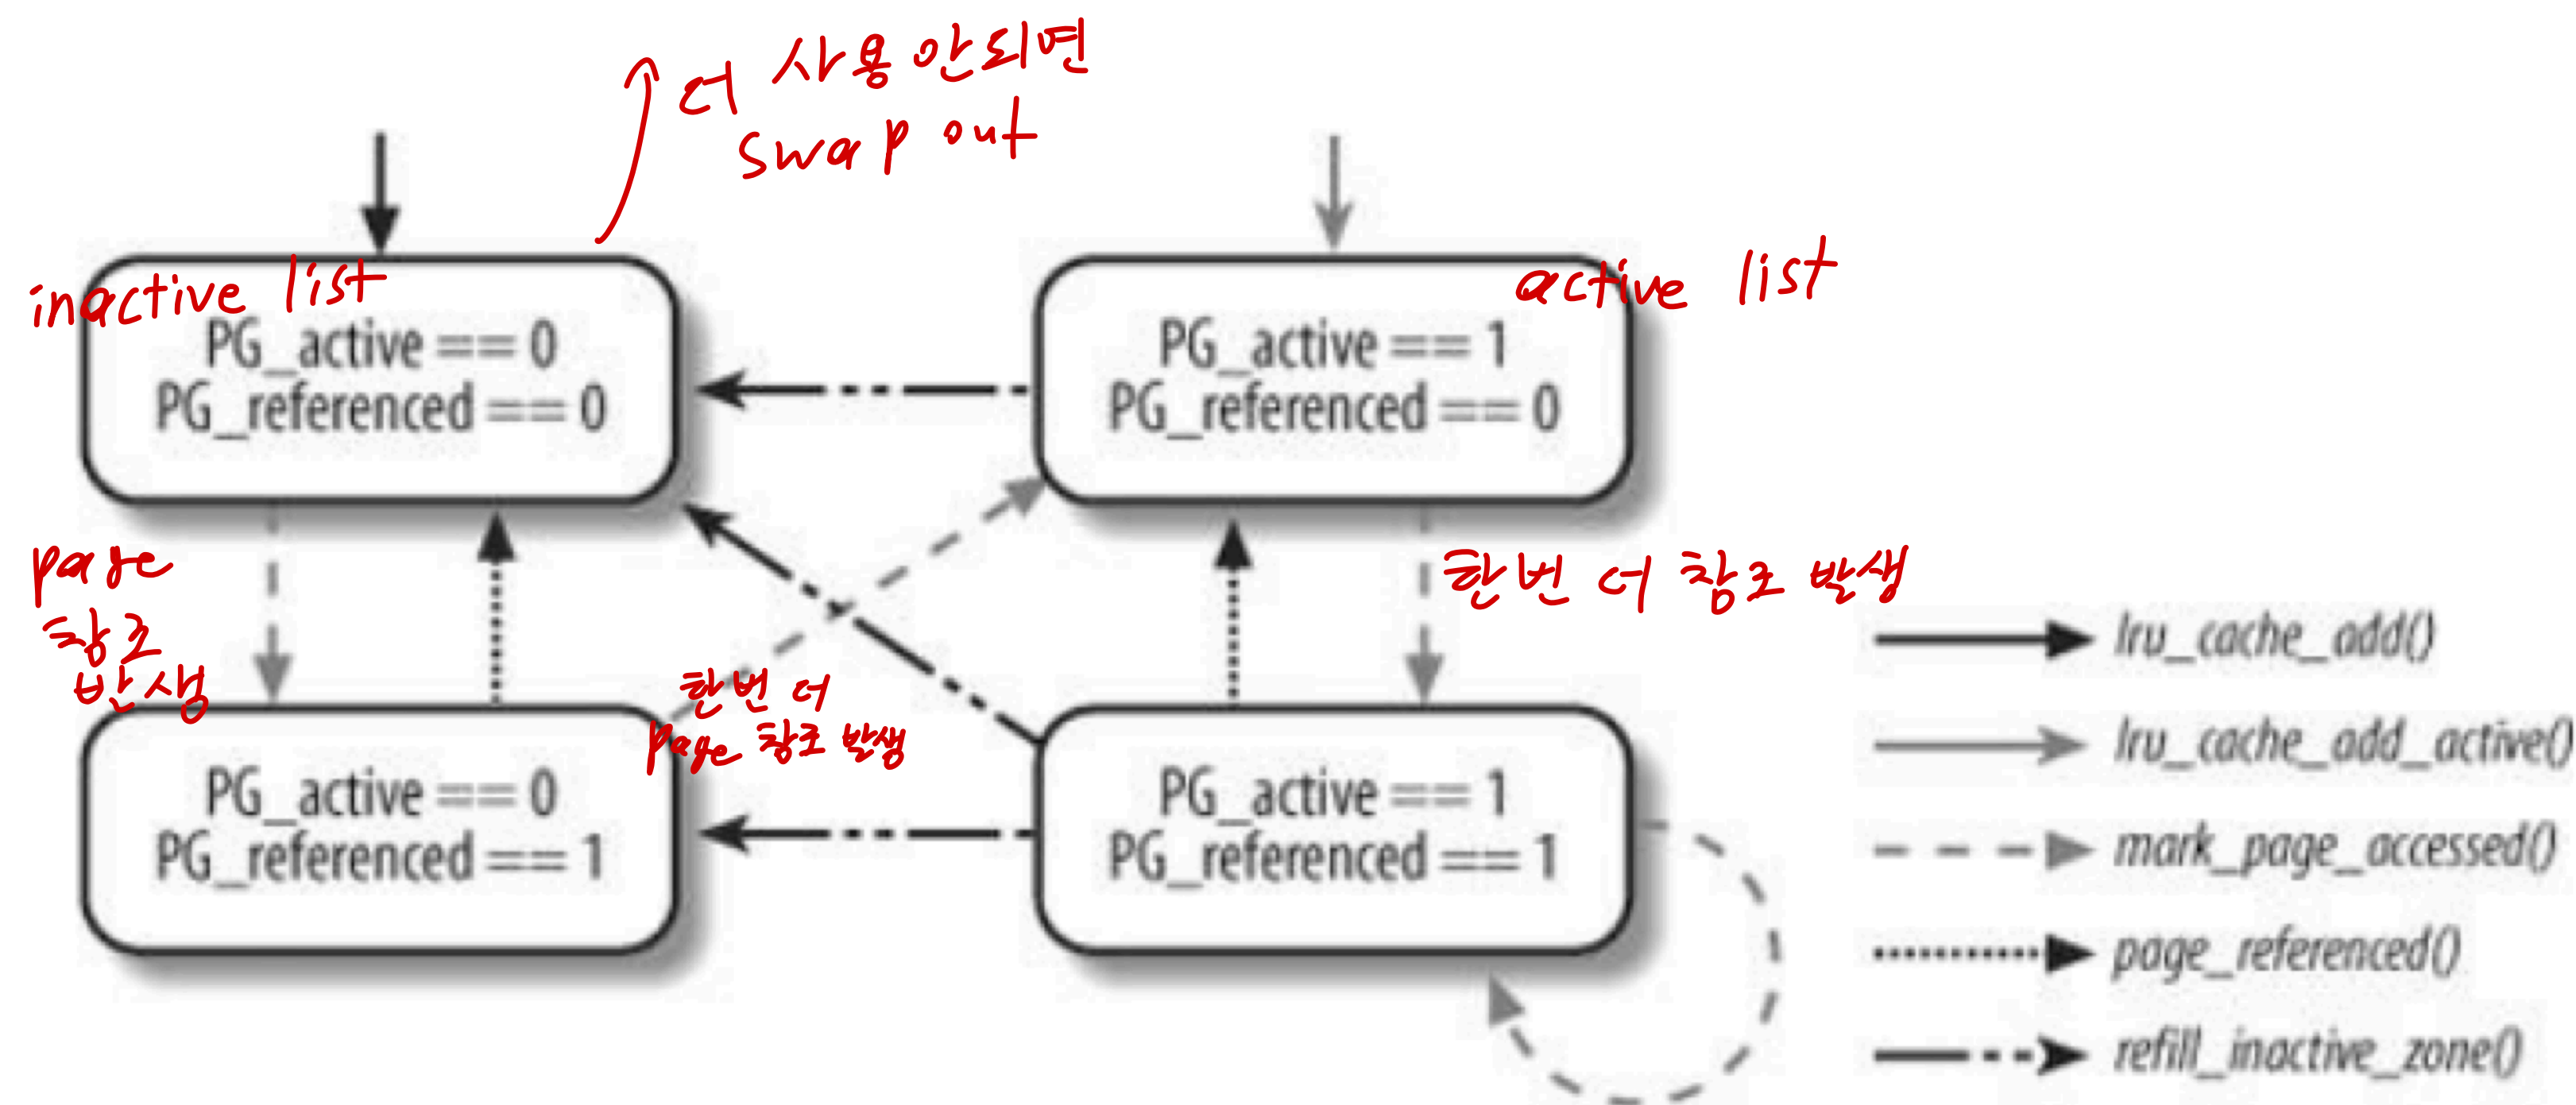 더 사용 안되면
swap out
inactive list
PG_active == 0
PG_referenced == 0
active list
PG_active == 1
PG_referenced == 0
page
참조
발생
한번 더 참조 발생
한번 더
page 참조 발생
PG_active == 0
PG_referenced == 1
PG_active == 1
PG_referenced == 1
lru_cache_add()
lru_cache_add_active()
mark_page_accessed()
page_referenced()
refill_inactive_zone()